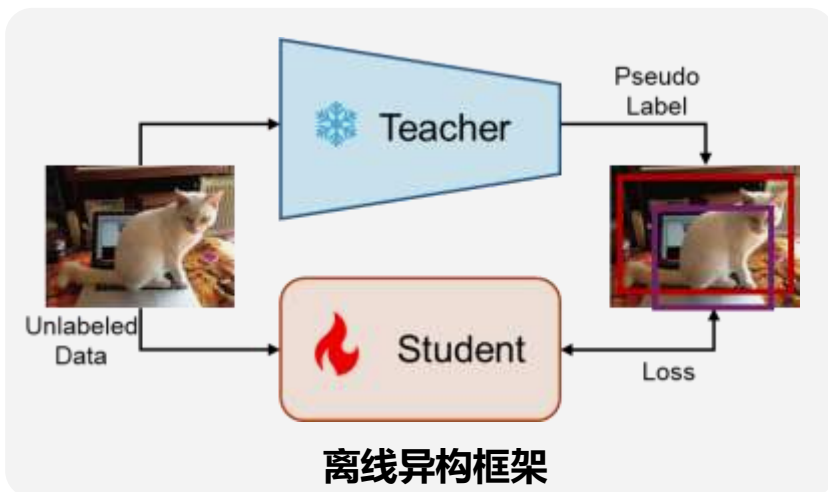 Pseudo
Label
Teacher
Unlabeled
Data
Student
Loss
离线异构框架